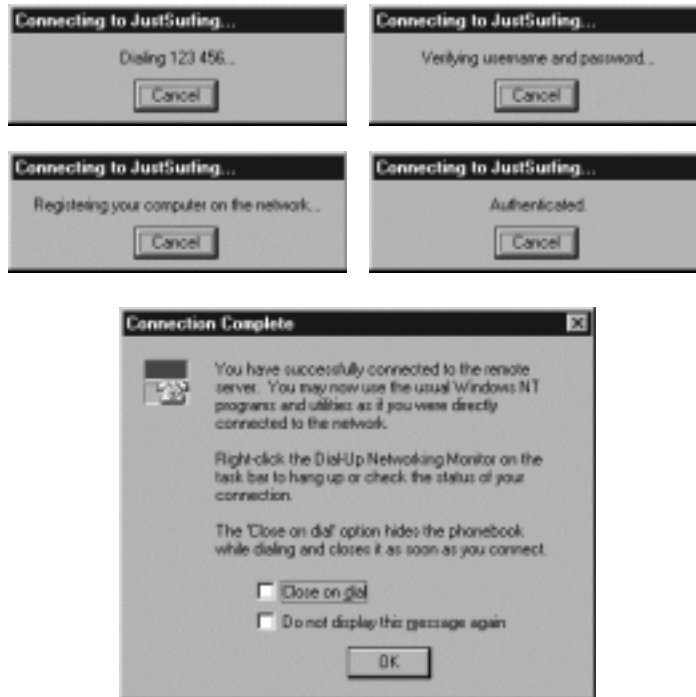 Connecting to JustSurfing...
Dialing 123 456...
Cancel
Connecting to JustSurfing...
Verifying username and password...
Cancel
Connecting to JustSurfing...
Registering your computer on the network...
Cancel
Connecting to JustSurfing...
Authenticated.
Cancel
Connection Complete
You have successfully connected to the remote
server. You may now use the usual Windows NT
programs and utilities as if you were directly
connected to the network.
Right-click the Dial-Up Networking Monitor on the
task bar to hang up or check the status of your
connection.
The 'Close on dial' option hides the phonebook
while dialing and closes it as soon as you connect.
Close on dial
Do not display this message again
OK